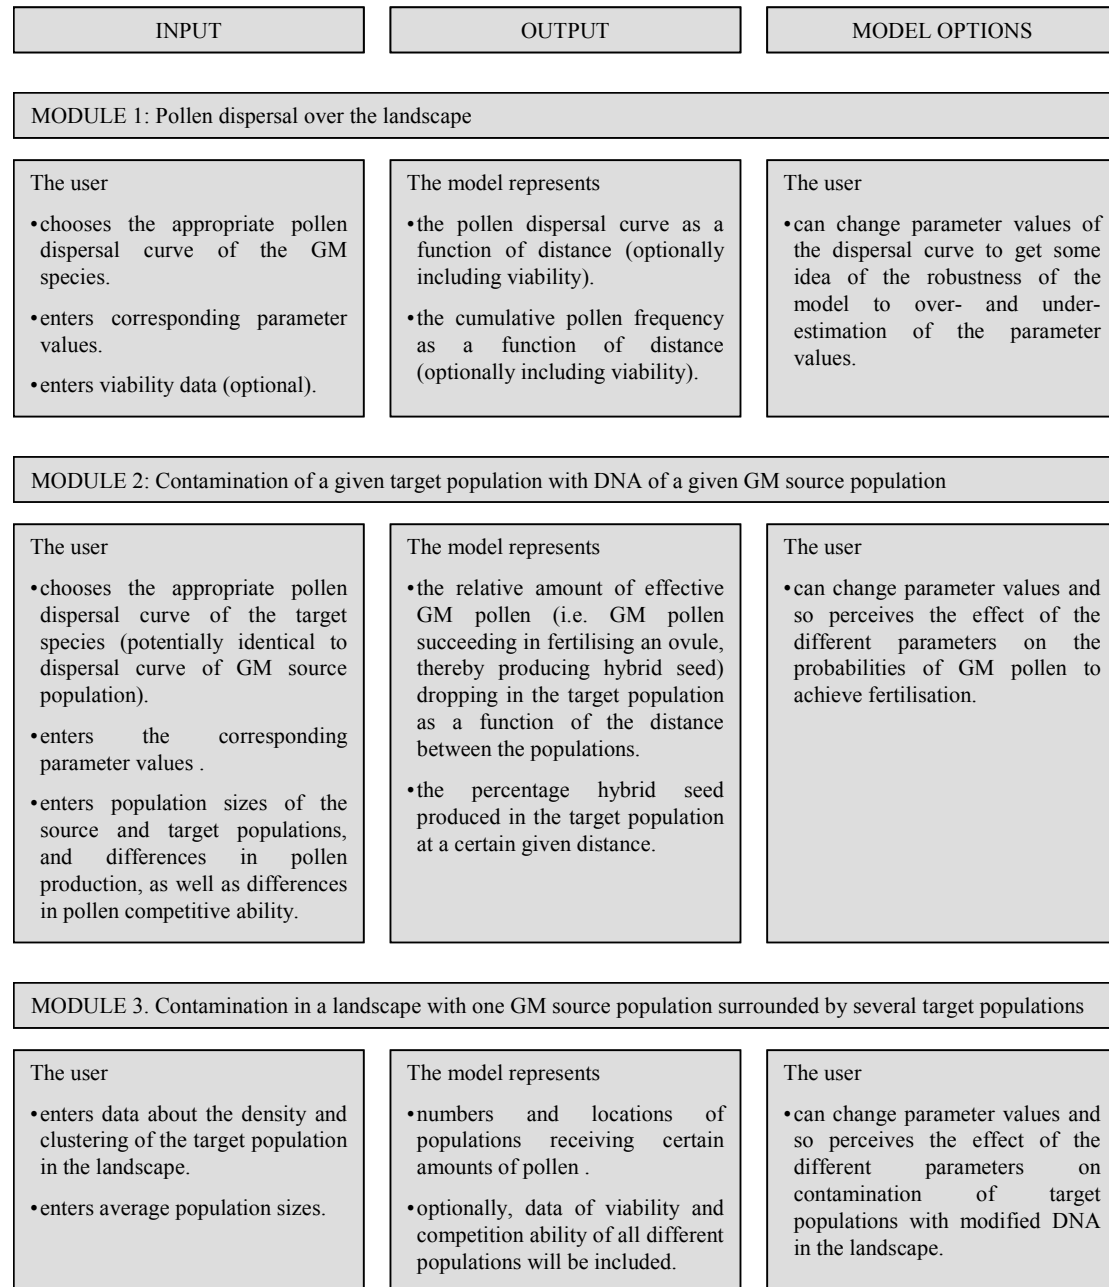 INPUT
OUTPUT
MODEL OPTIONS
MODULE 1: Pollen dispersal over the landscape
The user
•chooses the appropriate pollen
dispersal curve of the GM
species.
•enters corresponding parameter
values.
•enters viability data (optional).
The model represents
•the pollen dispersal curve as a
function of distance (optionally
including viability).
•the cumulative pollen frequency
as a function of distance
(optionally including viability).
The user
•can change parameter values of
the dispersal curve to get some
idea of the robustness of the
model to over- and under-
estimation of the parameter
values.
MODULE 2: Contamination of a given target population with DNA of a given GM source population
The user
•chooses the appropriate pollen
dispersal curve of the target
species (potentially identical to
dispersal curve of GM source
population).
•enters the corresponding
parameter values .
•enters population sizes of the
source and target populations,
and differences in pollen
production, as well as differences
in pollen competitive ability.
The model represents
•the relative amount of effective
GM pollen (i.e. GM pollen
succeeding in fertilising an ovule,
thereby producing hybrid seed)
dropping in the target population
as a function of the distance
between the populations.
•the percentage hybrid seed
produced in the target population
at a certain given distance.
The user
•can change parameter values and
so perceives the effect of the
different parameters on the
probabilities of GM pollen to
achieve fertilisation.
MODULE 3. Contamination in a landscape with one GM source population surrounded by several target populations
The user
•enters data about the density and
clustering of the target population
in the landscape.
•enters average population sizes.
The model represents
•numbers and locations of
populations receiving certain
amounts of pollen .
•optionally, data of viability and
competition ability of all different
populations will be included.
The user
•can change parameter values and
so perceives the effect of the
different parameters on
contamination of target
populations with modified DNA
in the landscape.